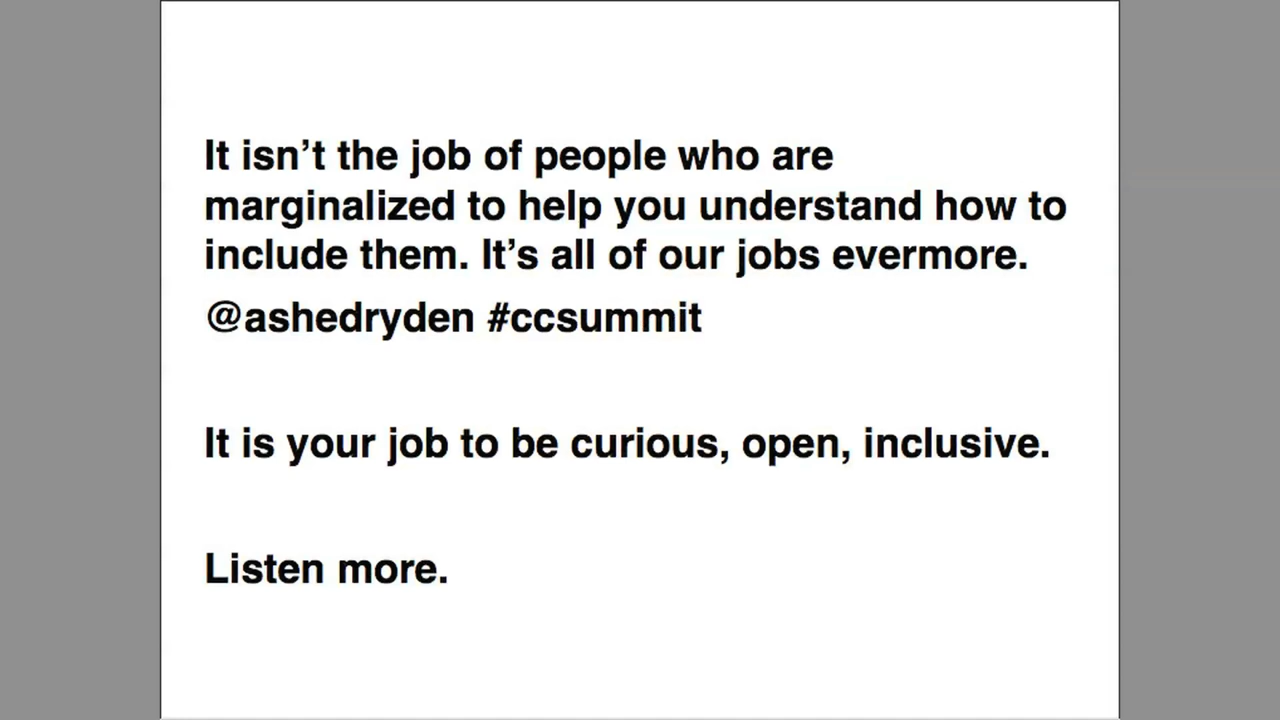 It isn’t the job of people who are
marginalized to help you understand how to
include them. It’s all of our jobs evermore.
@ashedryden #ccsummit
It is your job to be curious, open, inclusive.
Listen more.